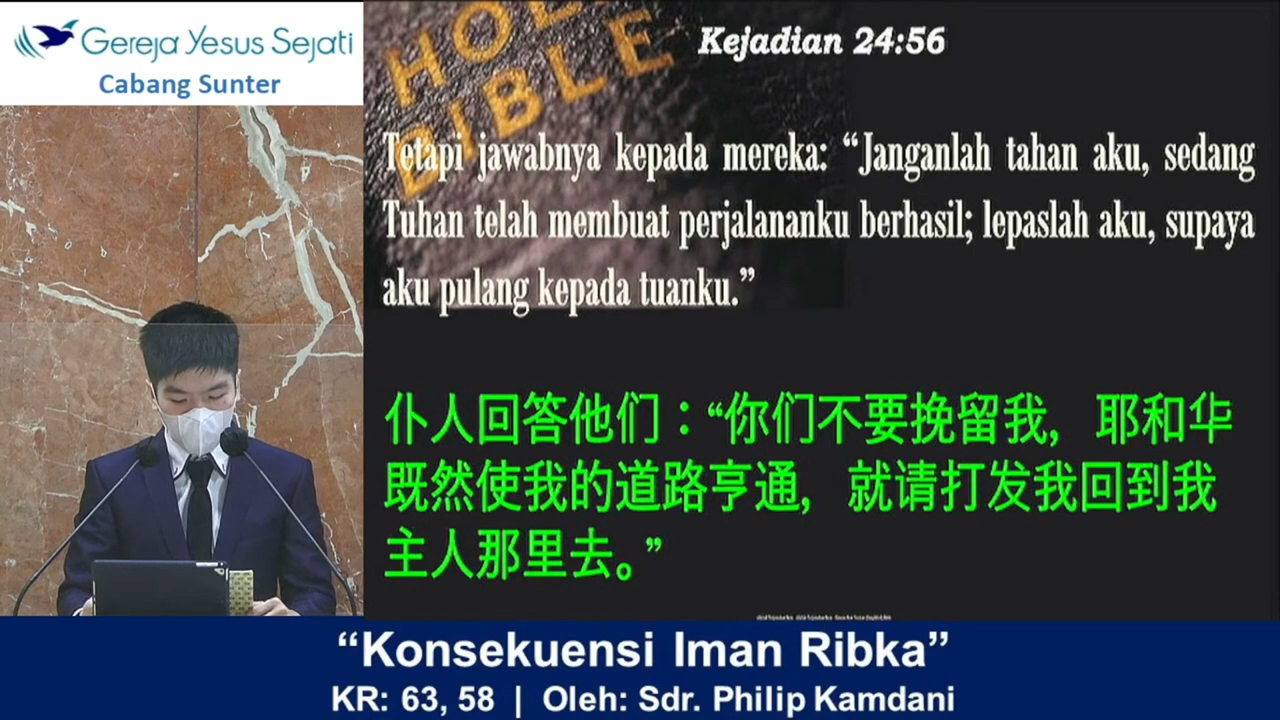 Gereja Yesus Sejati
Cabang Sunter
HOLY
BIBLE
Kejadian 24:56
Tetapi jawabnya kepada mereka: “Janganlah tahan aku, sedang
Tuhan telah membuat perjalananku berhasil; lepaslah aku, supaya
aku pulang kepada tuanku.”
仆人回答他们：“你们不要挽留我，耶和华
既然使我的道路亨通，就请打发我回到我
主人那里去。”
“Konsekuensi Iman Ribka”
KR: 63, 58 | Oleh: Sdr. Philip Kamdani